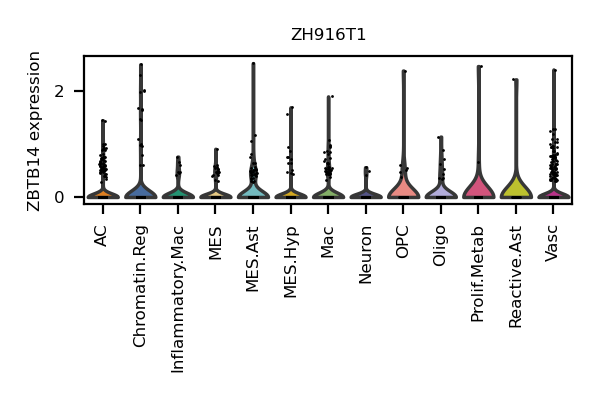 ZH916T1
ZBTB14 expression
2
0
AC
Chromatin.Reg
Inflammatory.Mac
MES
MES.Ast
MES.Hyp
Mac
Neuron
OPC
Oligo
Prolif.Metab
Reactive.Ast
Vasc